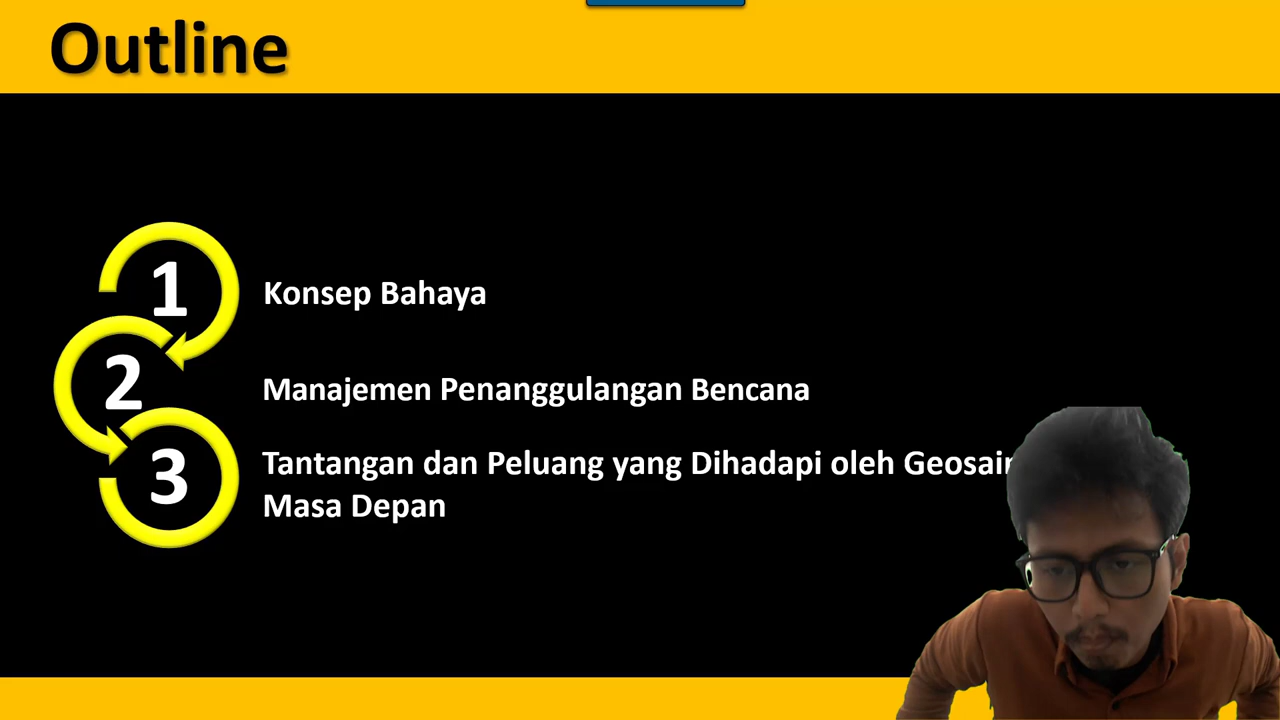 Outline
1
Konsep Bahaya
2
Manajemen Penanggulangan Bencana
3
Tantangan dan Peluang yang Dihadapi oleh
Masa Depan